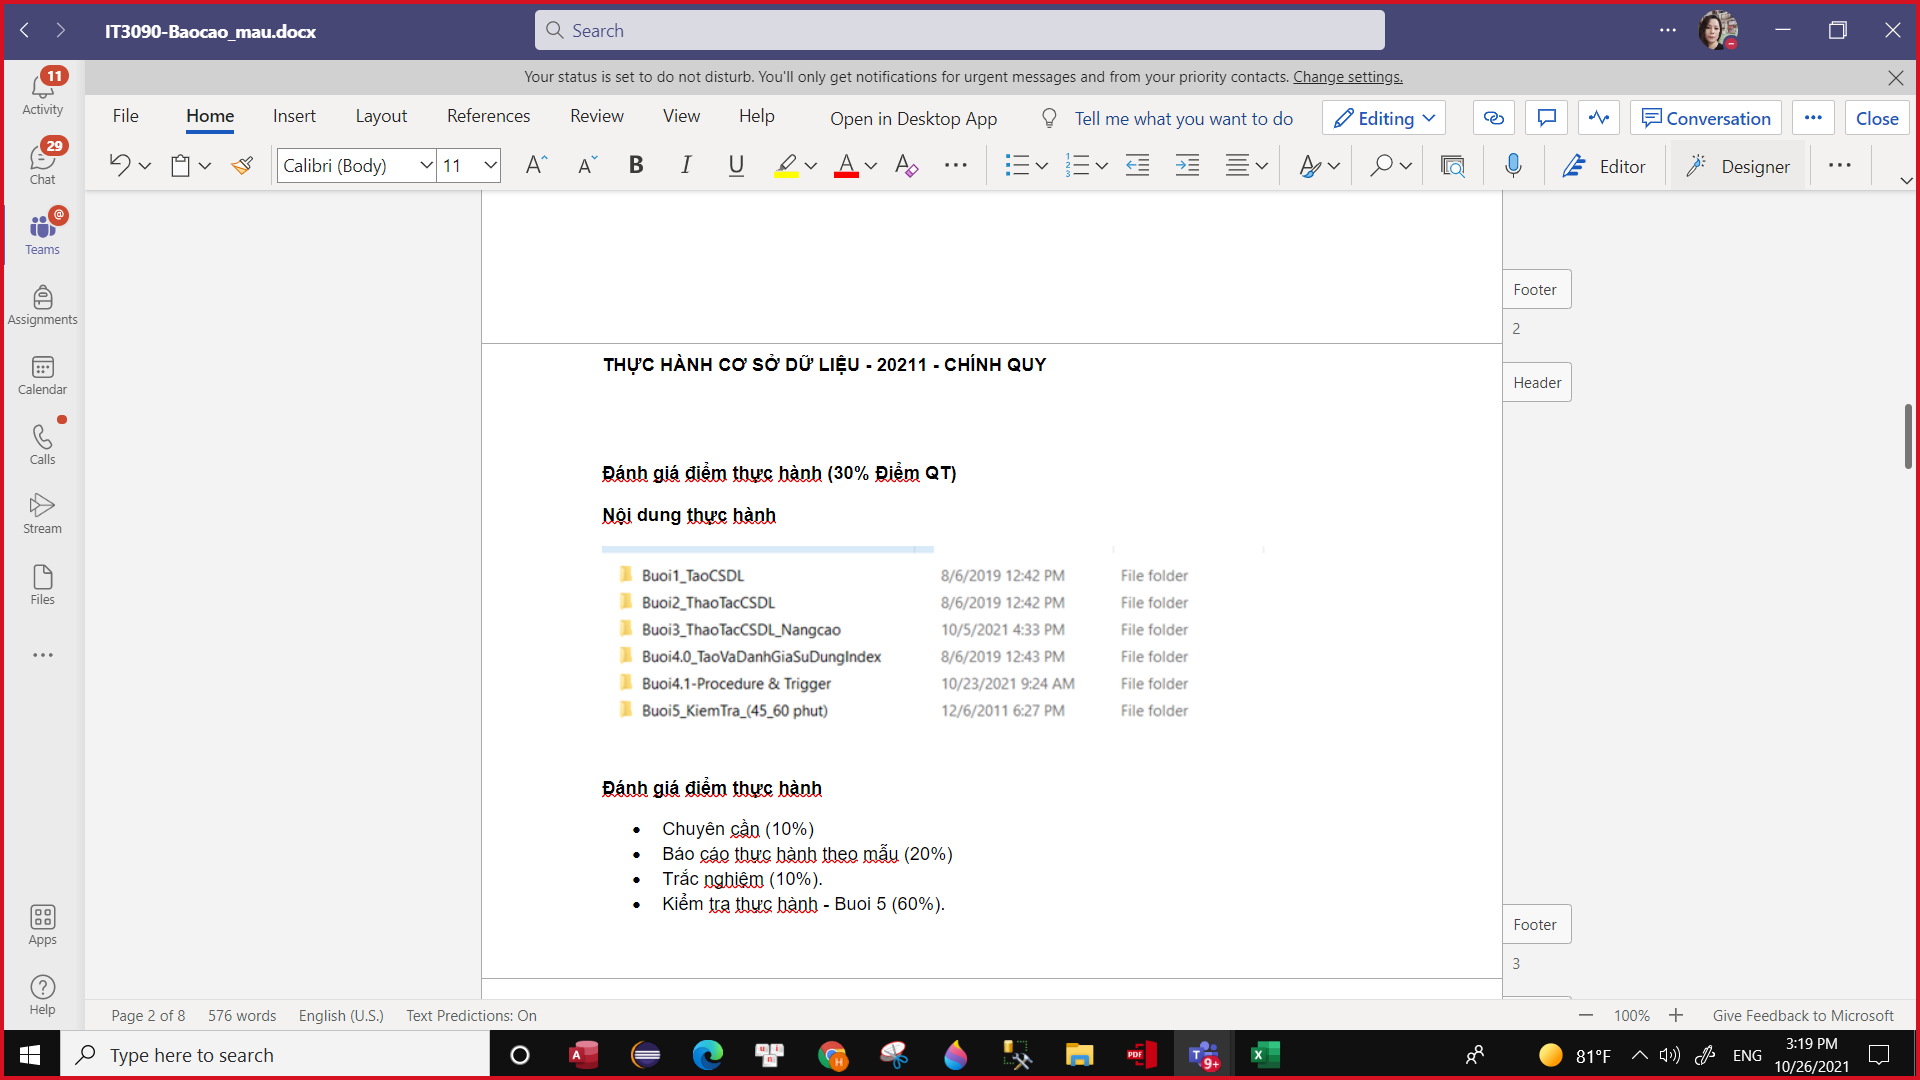 IT3090-Baocao_mau.docx
Search
Your status is set to do not disturb. You'll only get notifications for urgent messages and from your priority contacts. Change settings.
11
Activity
29
Chat
@
Teams
Assignments
Calendar
Calls
Stream
Files
Apps
Help
File Home Insert Layout References Review View Help Open in Desktop App Tell me what you want to do Editing Conversation Close
Calibri (Body) 11 A A B I U A A Editor Designer
Footer
2
Header
THỰC HÀNH CƠ SỞ DỮ LIỆU - 20211 - CHÍNH QUY
Đánh giá điểm thực hành (30% Điểm QT)
Nội dung thực hành
Buoi1_TaoCSDL 8/6/2019 12:42 PM File folder
Buoi2_ThaoTacCSDL 8/6/2019 12:42 PM File folder
Buoi3_ThaoTacCSDL_Nangcao 10/5/2021 4:33 PM File folder
Buoi4.0_TaoVaDanhGiaSuDungIndex 8/6/2019 12:43 PM File folder
Buoi4.1-Procedure & Trigger 10/23/2021 9:24 AM File folder
Buoi5_KiemTra_(45_60 phut) 12/6/2011 6:27 PM File folder
Đánh giá điểm thực hành
• Chuyên cần (10%)
• Báo cáo thực hành theo mẫu (20%)
• Trắc nghiệm (10%).
• Kiểm tra thực hành - Buoi 5 (60%).
Footer
3
Page 2 of 8 576 words English (U.S.) Text Predictions: On 100% Give Feedback to Microsoft
Type here to search
A
H
PDF
9+
X
81°F
ENG
3:19 PM
10/26/2021